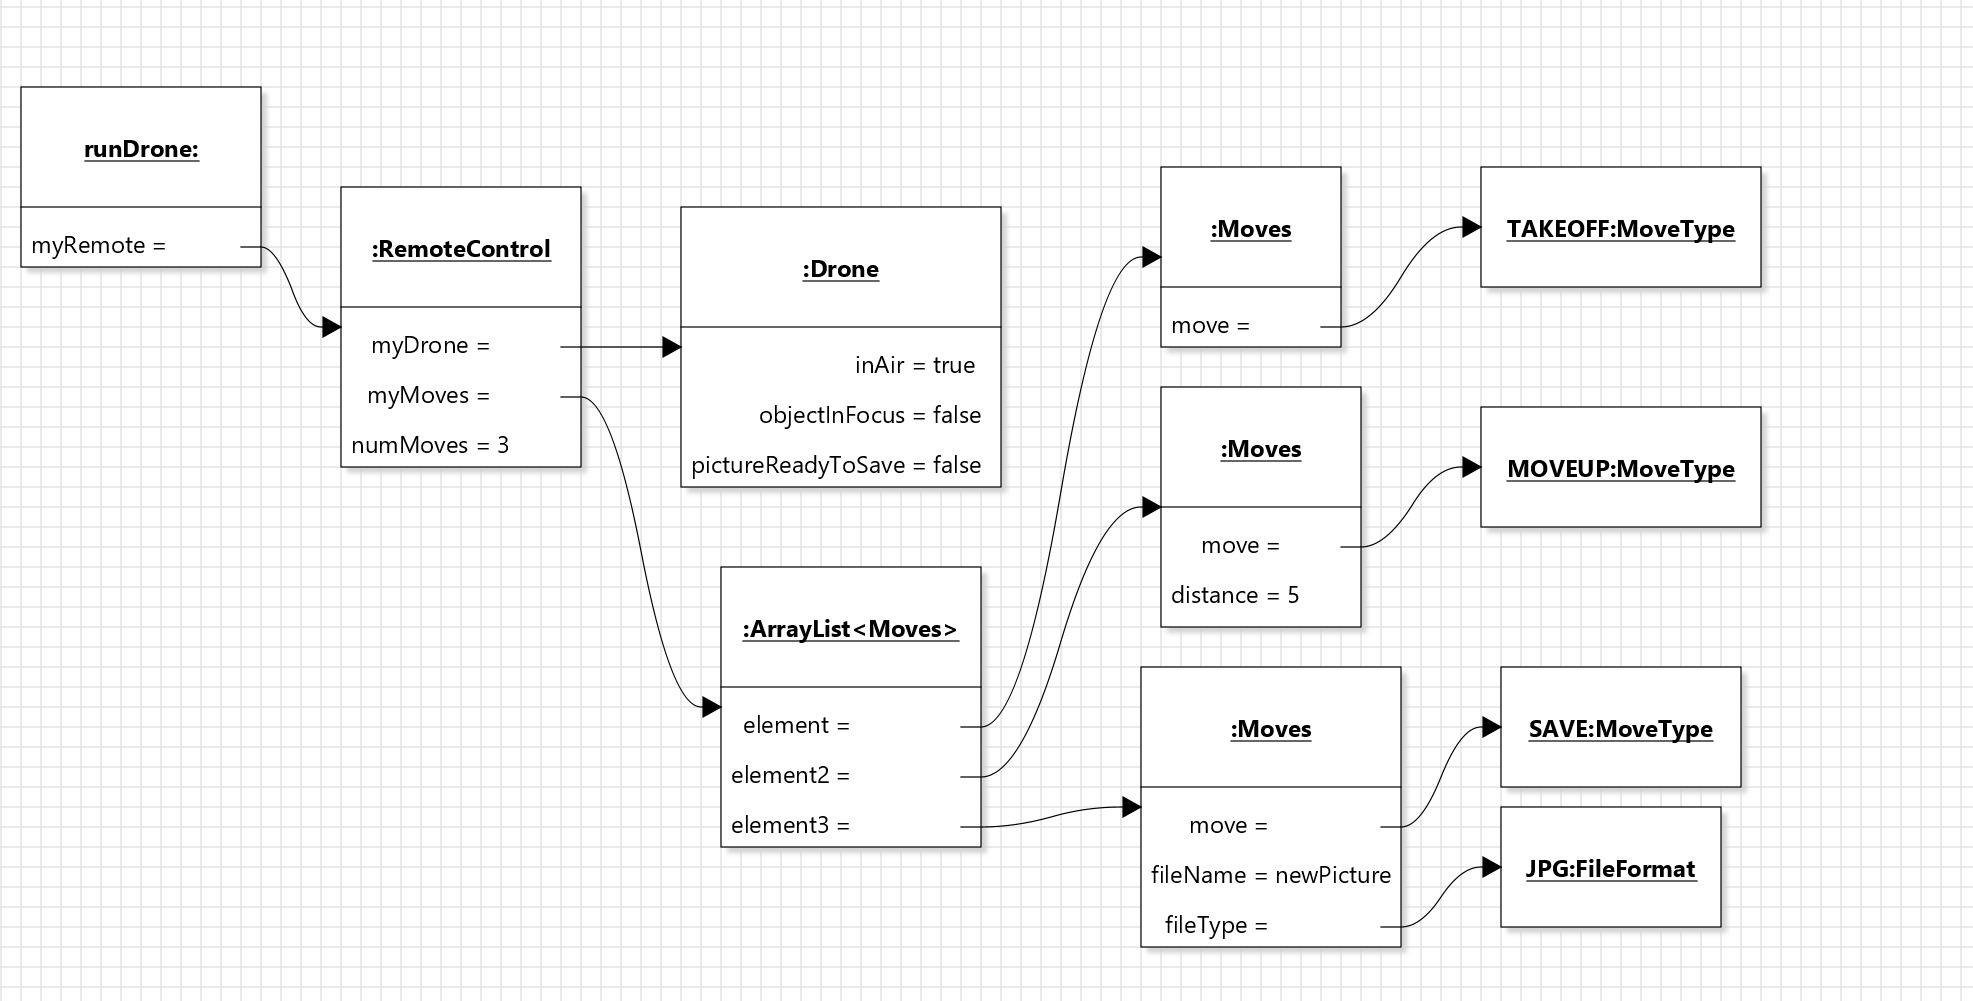 runDrone:
myRemote =
:RemoteControl
myDrone =
myMoves =
numMoves = 3
:Drone
inAir = true
objectInFocus = false
pictureReadyToSave = false
:ArrayList<Moves>
element =
element2 =
element3 =
:Moves
move =
TAKEOFF:MoveType
:Moves
move =
distance = 5
MOVEUP:MoveType
:Moves
move =
fileName = newPicture
fileType =
SAVE:MoveType
JPG:FileFormat